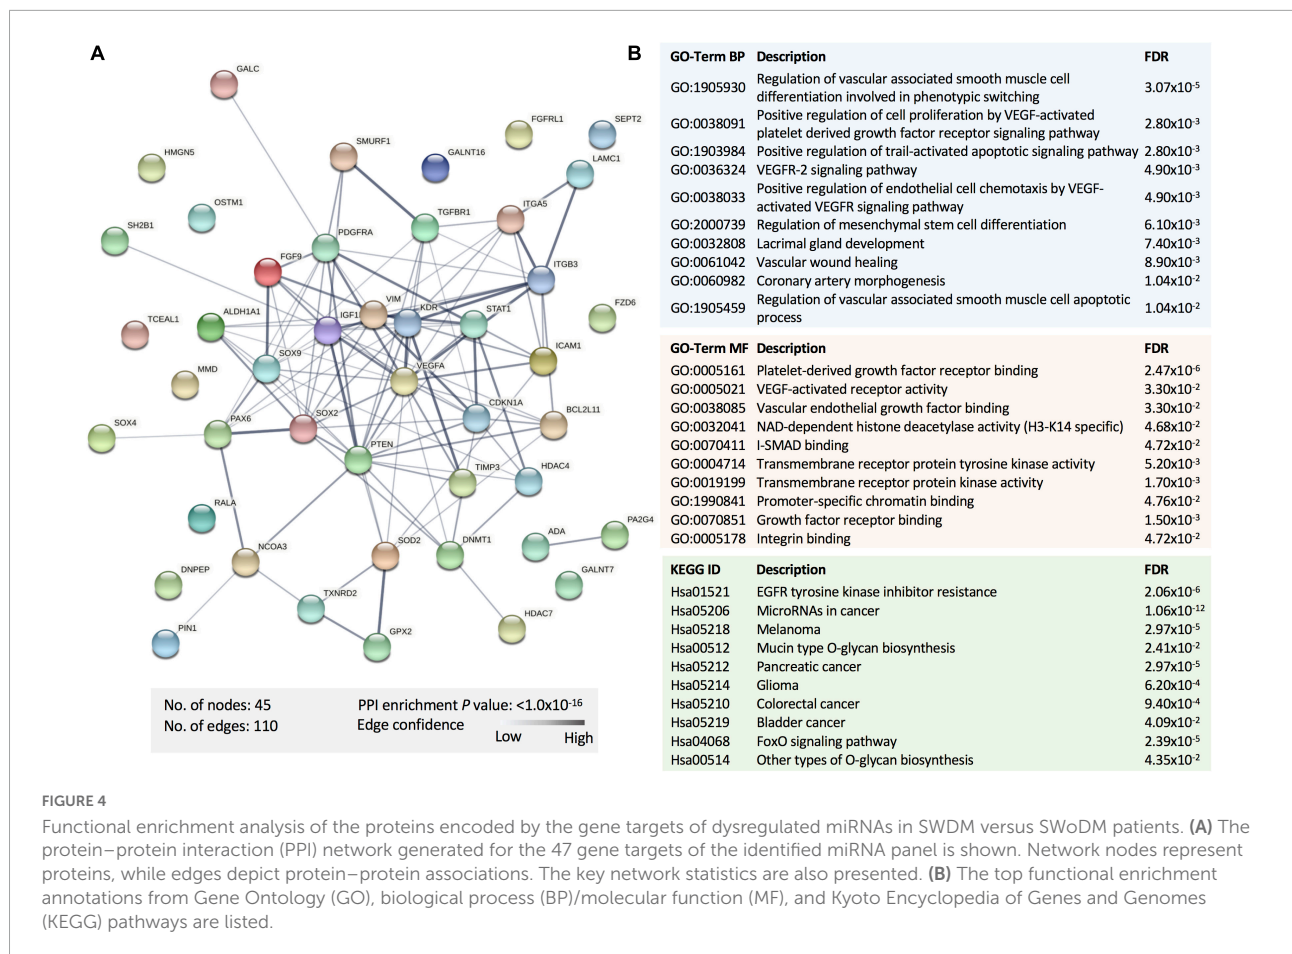 A
GALC
FGFRL1
SEPT2
SMURF1
HMGN5
GALNT16
LAMC1
OSTM1
TGFBR1
ITGA5
SH2B1
PDGFRA
FGF9
ITGB3
VIM
KDR
STAT1
FZD6
ALDH1A1
IGF1
TCEAL1
SOX9
ICAM1
MMD
VEGFA
SOX4
PAX6
SOX2
CDKN1A
BCL2L11
PTEN
TIMP3
HDAC4
RALA
PA2G4
ADA
NCOA3
SOD2
DNMT1
DNPEP
GALNT7
TXNRD2
HDAC7
PIN1
GPX2
No. of nodes: 45
No. of edges: 110
PPI enrichment P value: <1.0x10-16
Edge confidence
Low High
B
GO-Term BP Description FDR
GO:1905930 Regulation of vascular associated smooth muscle cell differentiation involved in phenotypic switching 3.07x10-5
GO:0038091 Positive regulation of cell proliferation by VEGF-activated platelet derived growth factor receptor signaling pathway 2.80x10-3
GO:1903984 Positive regulation of trail-activated apoptotic signaling pathway 2.80x10-3
GO:0036324 VEGFR-2 signaling pathway 4.90x10-3
GO:0038033 Positive regulation of endothelial cell chemotaxis by VEGF-activated VEGFR signaling pathway 4.90x10-3
GO:2000739 Regulation of mesenchymal stem cell differentiation 6.10x10-3
GO:0032808 Lacrimal gland development 7.40x10-3
GO:0061042 Vascular wound healing 8.90x10-3
GO:0060982 Coronary artery morphogenesis 1.04x10-2
GO:1905459 Regulation of vascular associated smooth muscle cell apoptotic process 1.04x10-2
GO-Term MF Description FDR
GO:0005161 Platelet-derived growth factor receptor binding 2.47x10-6
GO:0005021 VEGF-activated receptor activity 3.30x10-2
GO:0038085 Vascular endothelial growth factor binding 3.30x10-2
GO:0032041 NAD-dependent histone deacetylase activity (H3-K14 specific) 4.68x10-2
GO:0070411 I-SMAD binding 4.72x10-2
GO:0004714 Transmembrane receptor protein tyrosine kinase activity 5.20x10-3
GO:0019199 Transmembrane receptor protein kinase activity 1.70x10-3
GO:1990841 Promoter-specific chromatin binding 4.76x10-2
GO:0070851 Growth factor receptor binding 1.50x10-3
GO:0005178 Integrin binding 4.72x10-2
KEGG ID Description FDR
Hsa01521 EGFR tyrosine kinase inhibitor resistance 2.06x10-6
Hsa05206 MicroRNAs in cancer 1.06x10-12
Hsa05218 Melanoma 2.97x10-5
Hsa00512 Mucin type O-glycan biosynthesis 2.41x10-2
Hsa05212 Pancreatic cancer 2.97x10-5
Hsa05214 Glioma 6.20x10-4
Hsa05210 Colorectal cancer 9.40x10-4
Hsa05219 Bladder cancer 4.09x10-2
Hsa04068 FoxO signaling pathway 2.39x10-5
Hsa00514 Other types of O-glycan biosynthesis 4.35x10-2
FIGURE 4
Functional enrichment analysis of the proteins encoded by the gene targets of dysregulated miRNAs in SWDM versus SWoDM patients. (A) The
protein–protein interaction (PPI) network generated for the 47 gene targets of the identified miRNA panel is shown. Network nodes represent
proteins, while edges depict protein–protein associations. The key network statistics are also presented. (B) The top functional enrichment
annotations from Gene Ontology (GO), biological process (BP)/molecular function (MF), and Kyoto Encyclopedia of Genes and Genomes
(KEGG) pathways are listed.